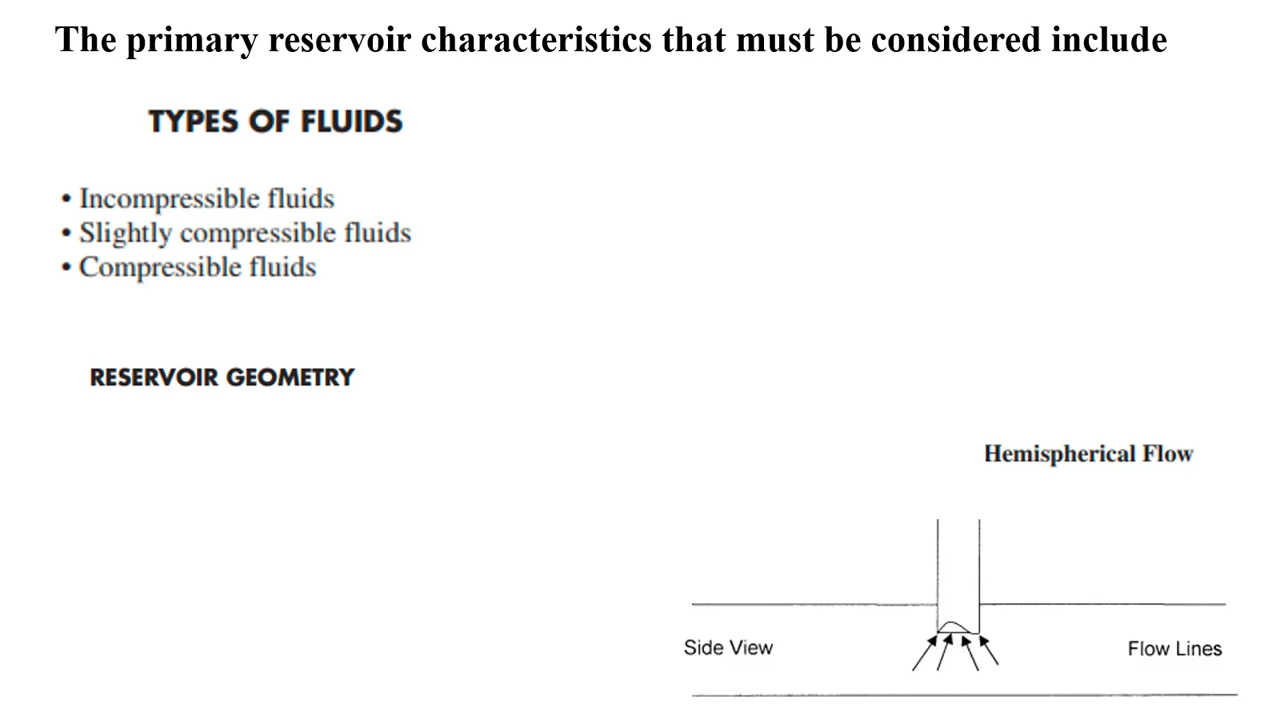 The primary reservoir characteristics that must be considered include
TYPES OF FLUIDS
• Incompressible fluids
• Slightly compressible fluids
• Compressible fluids
RESERVOIR GEOMETRY
Hemispherical Flow
Side View
Flow Lines